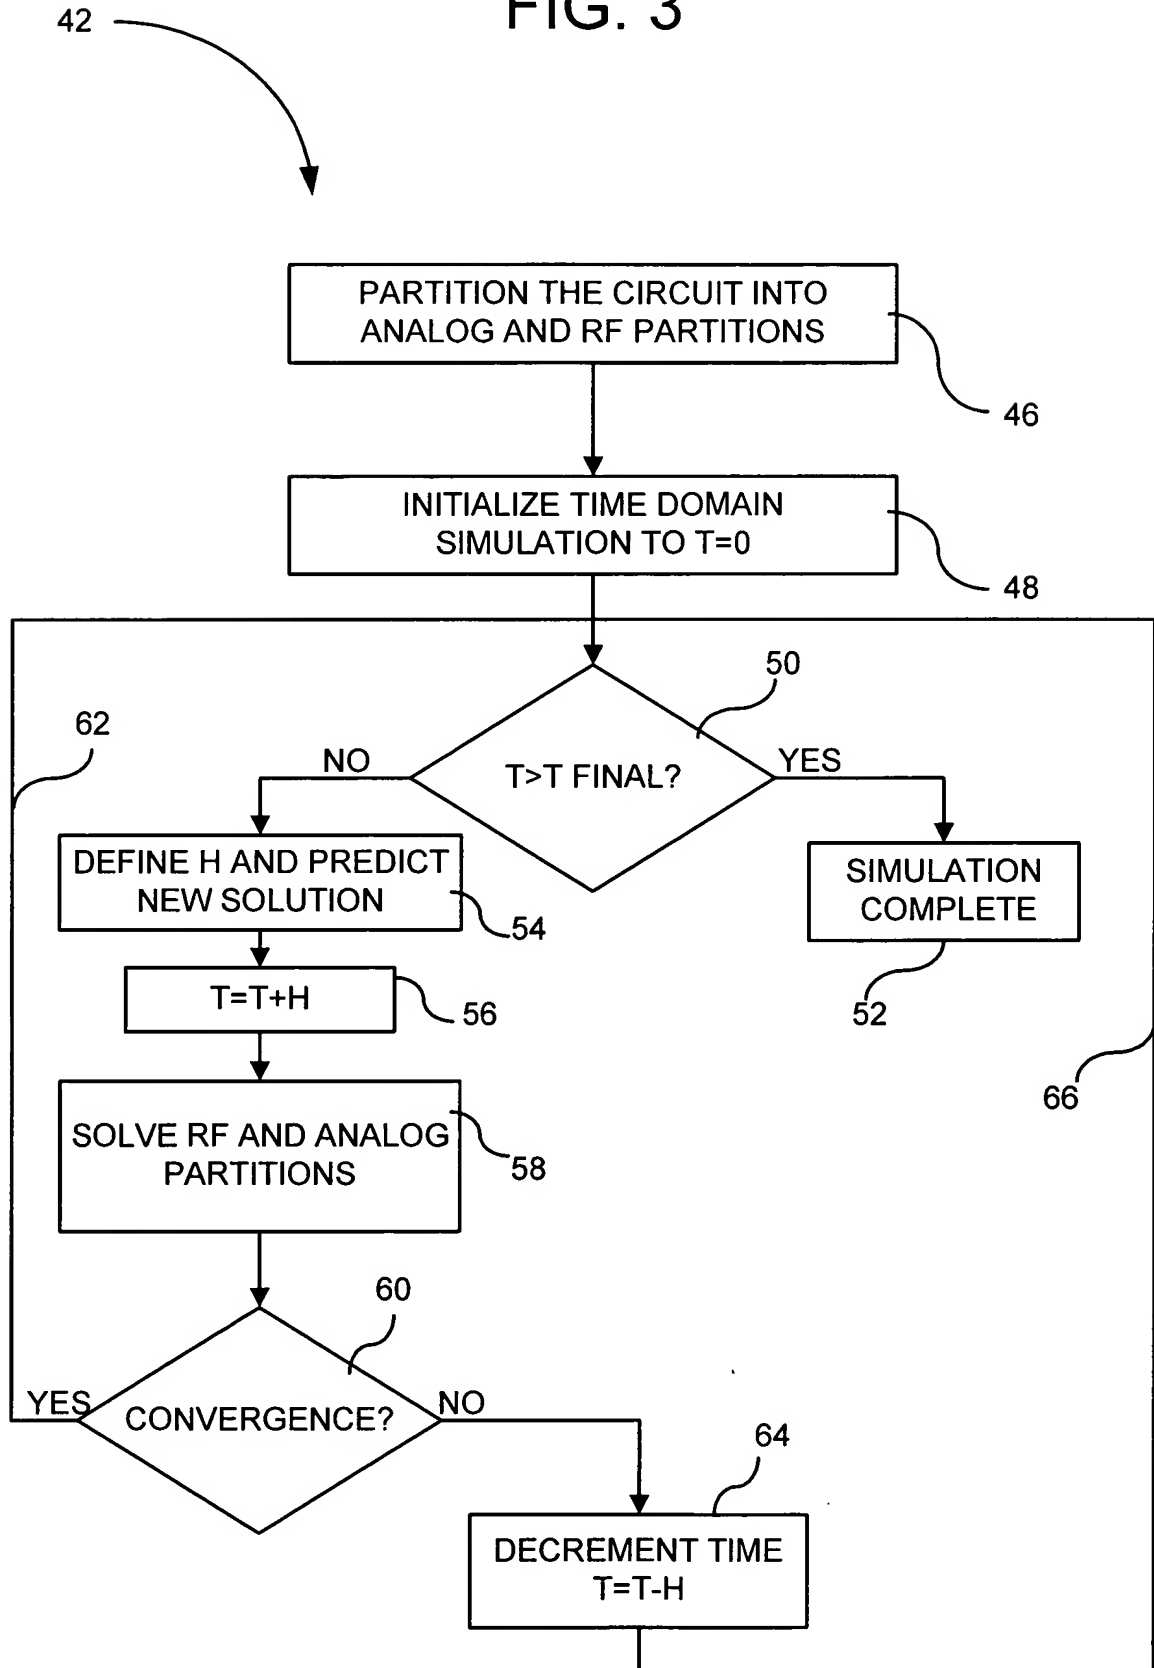 FIG. 3
42
PARTITION THE CIRCUIT INTO
ANALOG AND RF PARTITIONS
46
INITIALIZE TIME DOMAIN
SIMULATION TO T=0
48
50
62
NO
T>T FINAL?
YES
DEFINE H AND PREDICT
NEW SOLUTION
54
SIMULATION
COMPLETE
52
T=T+H
56
66
SOLVE RF AND ANALOG
PARTITIONS
58
60
YES
CONVERGENCE?
NO
64
DECREMENT TIME
T=T-H